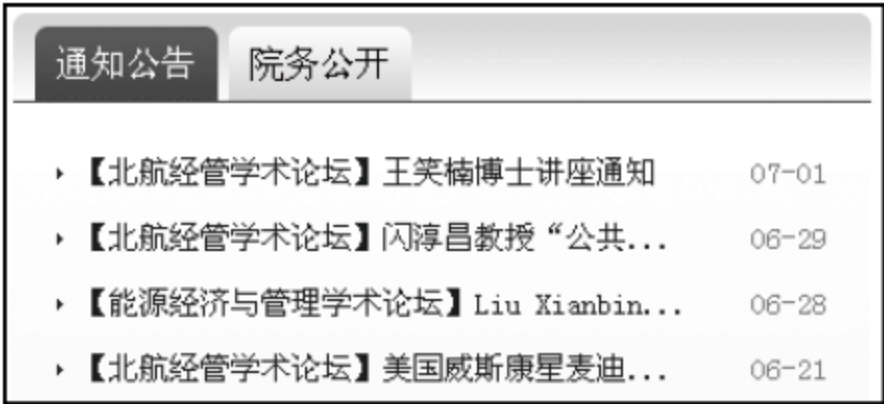 通知公告 院务公开
【北航经管学术论坛】王笑楠博士讲座通知 07-01
【北航经管学术论坛】闪淳昌教授“公共... 06-29
【能源经济与管理学术论坛】Liu Xianbin... 06-28
【北航经管学术论坛】美国威斯康星麦迪... 06-21